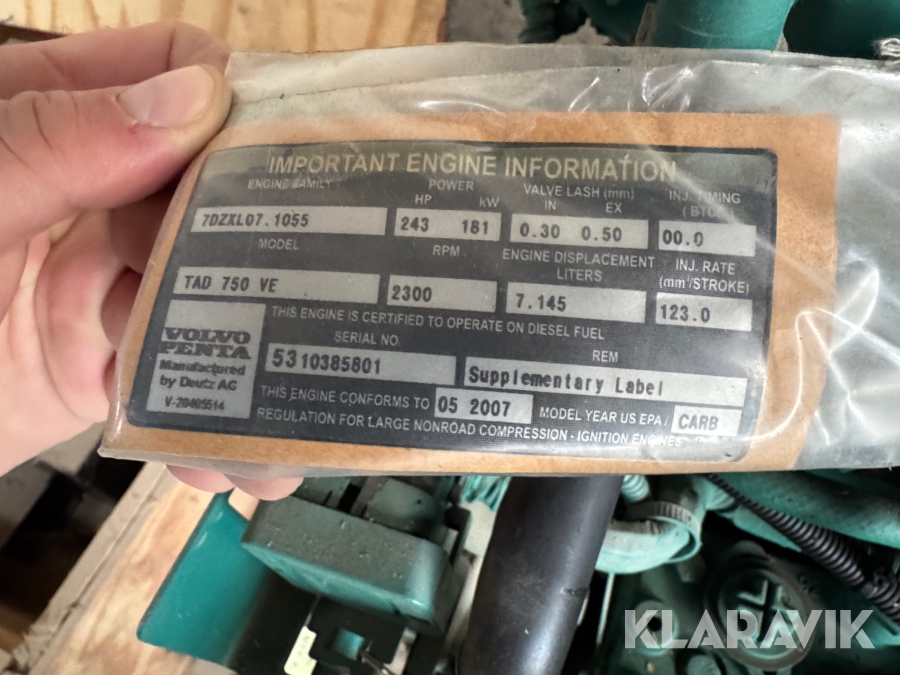 IMPORTANT ENGINE INFORMATION
ENGINE FAMILY POWER VALVE LASH (mm) INJ. TIMING
HP kW IN EX (BTDC)
7DZXL07.1055 243 181 0.30 0.50 00.0
MODEL RPM ENGINE DISPLACEMENT INJ. RATE
LITERS (mm³/STROKE)
TAD 750 VE 2300 7.145 123.0
THIS ENGINE IS CERTIFIED TO OPERATE ON DIESEL FUEL
VOLVO
PENTA
Manufactured
by Deutz AG
V-20405514
SERIAL NO. REM
5310385801 Supplementary Label
THIS ENGINE CONFORMS TO 05 2007 MODEL YEAR US EPA / CARB
REGULATION FOR LARGE NONROAD COMPRESSION - IGNITION ENGINES
KLARAVIK